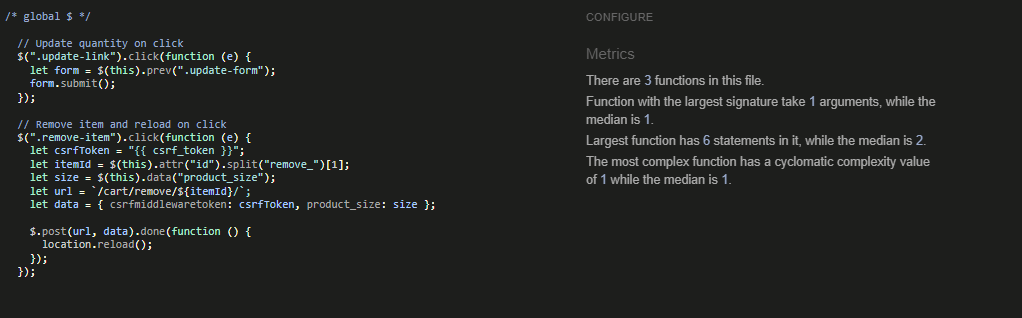 /* global $ */
// Update quantity on click
$(".update-link").click(function (e) {
let form = $(this).prev(".update-form");
form.submit();
});
// Remove item and reload on click
$(".remove-item").click(function (e) {
let csrfToken = "{{ csrf_token }}";
let itemId = $(this).attr("id").split("remove_")[1];
let size = $(this).data("product_size");
let url = `/cart/remove/${itemId}/`;
let data = { csrfmiddlewaretoken: csrfToken, product_size: size };
$.post(url, data).done(function () {
location.reload();
});
});
CONFIGURE
Metrics
There are 3 functions in this file.
Function with the largest signature take 1 arguments, while the
median is 1.
Largest function has 6 statements in it, while the median is 2.
The most complex function has a cyclomatic complexity value
of 1 while the median is 1.